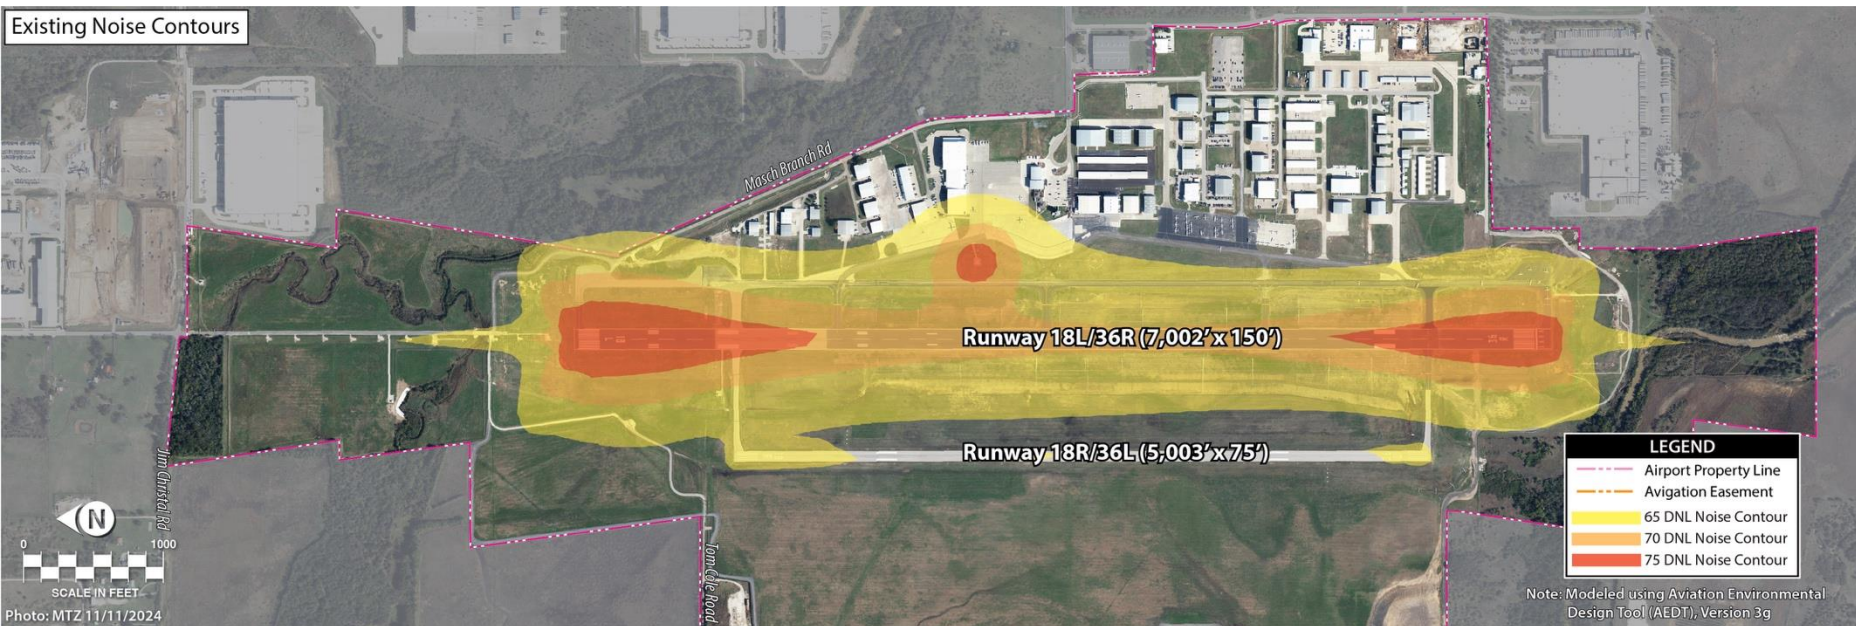 Existing Noise Contours
Masch Branch Rd
Runway 18L/36R (7,002’ x 150’)
Runway 18R/36L (5,003’ x 75’)
Jim Christal Rd
Tom Cole Road
N
0 1000
SCALE IN FEET
Photo: MTZ 11/11/2024
LEGEND
Airport Property Line
Avigation Easement
65 DNL Noise Contour
70 DNL Noise Contour
75 DNL Noise Contour
Note: Modeled using Aviation Environmental
Design Tool (AEDT), Version 3g